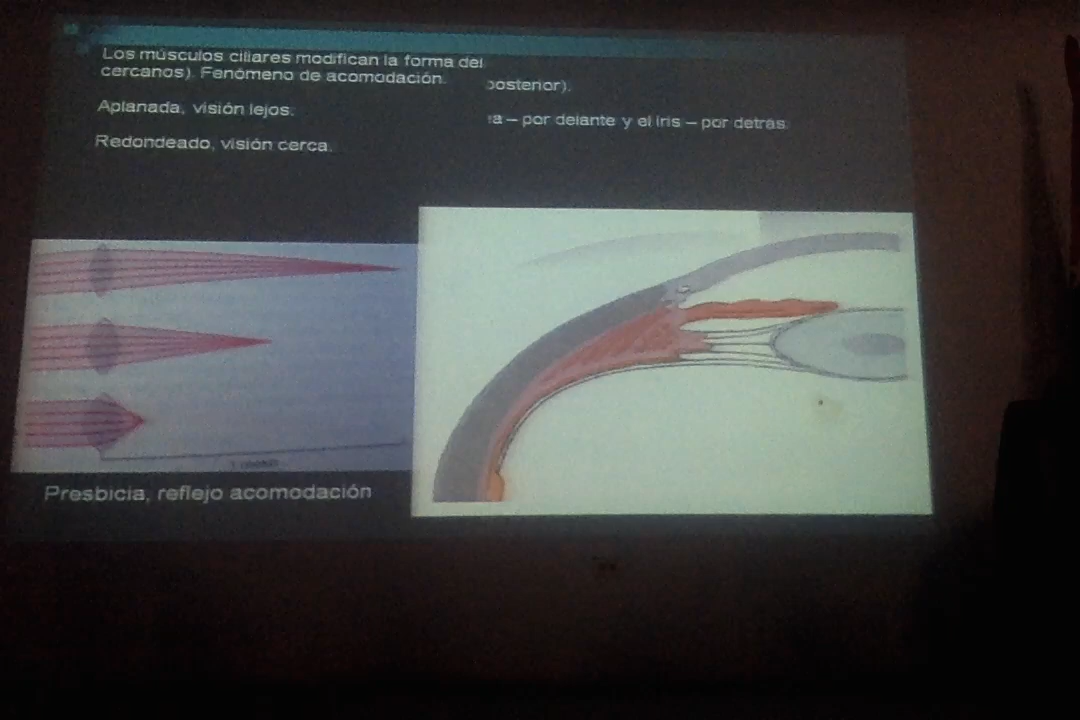 Los músculos ciliares modifican la forma del
cercanos). Fenómeno de acomodación.
posterior).
Aplanada, visión lejos.
– por delante y el iris – por detrás.
Redondeado, visión cerca.
Presbicia, reflejo acomodación